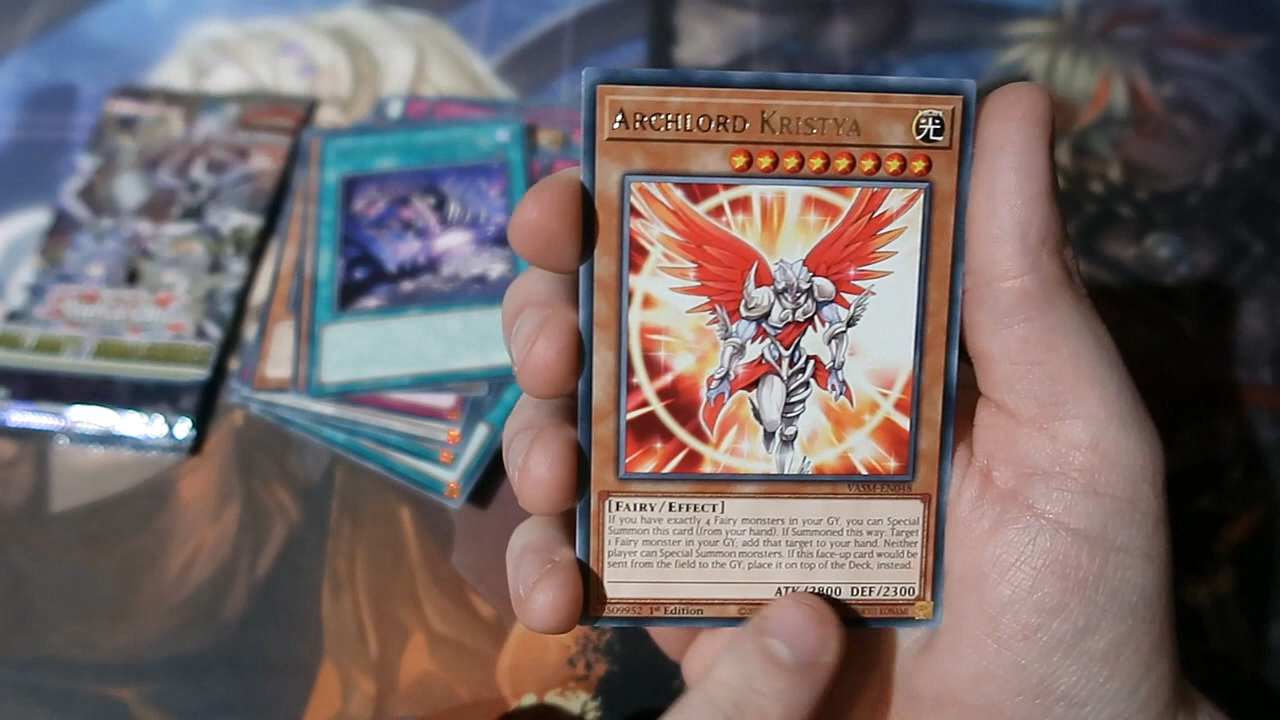 Archlord Kristya
光
VASM-EN048
[Fairy/Effect]
If you have exactly 4 Fairy monsters in your GY, you can Special
Summon this card (from your hand). If Summoned this way: Target
1 Fairy monster in your GY; add that target to your hand. Neither
player can Special Summon monsters. If this face-up card would be
sent from the field to the GY, place it on top of the Deck, instead.
ATK/2800 DEF/2300
509952 1st Edition KONAMI